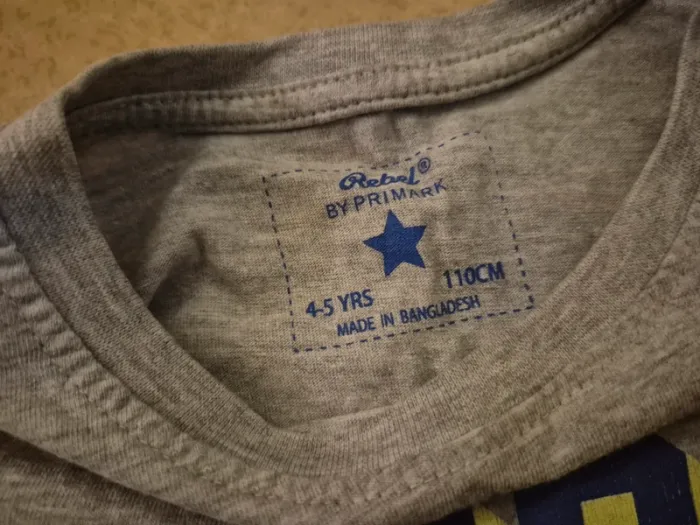 Rebel®
BY PRIMARK
4-5 YRS
110CM
MADE IN BANGLADESH